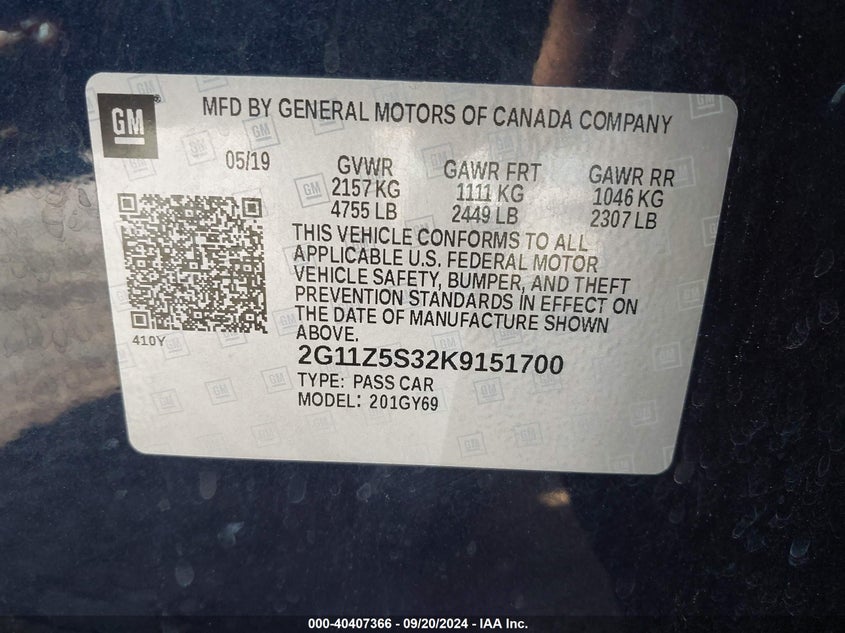 GM
MFD BY GENERAL MOTORS OF CANADA COMPANY
05/19
GVWR
2157 KG
4755 LB
GAWR FRT
1111 KG
2449 LB
GAWR RR
1046 KG
2307 LB
THIS VEHICLE CONFORMS TO ALL
APPLICABLE U.S. FEDERAL MOTOR
VEHICLE SAFETY, BUMPER, AND THEFT
PREVENTION STANDARDS IN EFFECT ON
THE DATE OF MANUFACTURE SHOWN
ABOVE.
410Y
2G11Z5S32K9151700
TYPE: PASS CAR
MODEL: 201GY69
000-40407366 - 09/20/2024 - IAA Inc.